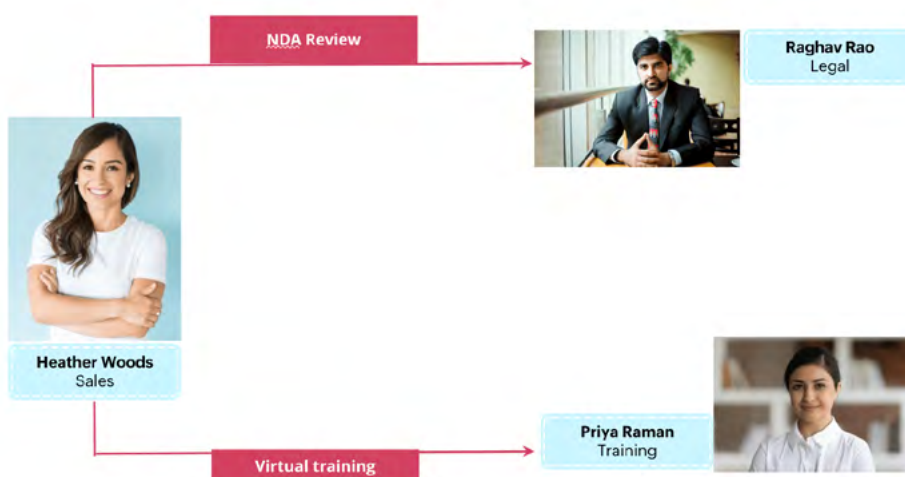 NDA Review
Raghav Rao
Legal
Heather Woods
Sales
Priya Raman
Training
Virtual training